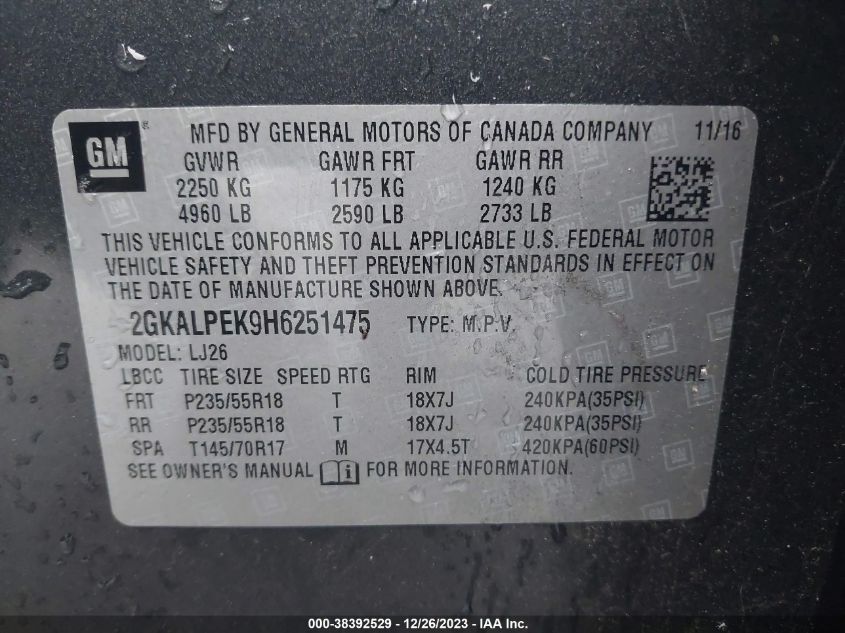 GM ® MFD BY GENERAL MOTORS OF CANADA COMPANY 11/16
GVWR GAWR FRT GAWR RR
2250 KG 1175 KG 1240 KG
4960 LB 2590 LB 2733 LB
THIS VEHICLE CONFORMS TO ALL APPLICABLE U.S. FEDERAL MOTOR
VEHICLE SAFETY AND THEFT PREVENTION STANDARDS IN EFFECT ON
THE DATE OF MANUFACTURE SHOWN ABOVE.
2GKALPEK9H6251475 TYPE: M.P.V.
MODEL: LJ26
LBCC TIRE SIZE SPEED RTG RIM COLD TIRE PRESSURE
FRT P235/55R18 T 18X7J 240KPA(35PSI)
RR P235/55R18 T 18X7J 240KPA(35PSI)
SPA T145/70R17 M 17X4.5T 420KPA(60PSI)
SEE OWNER'S MANUAL i FOR MORE INFORMATION.
000-38392529 - 12/26/2023 - IAA Inc.